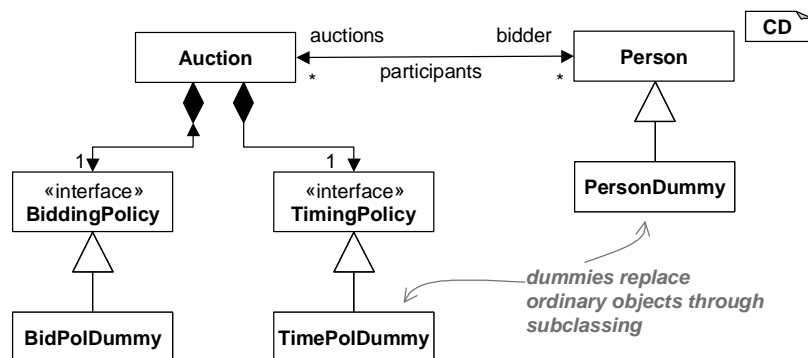 CD
Auction
auctions
bidder
Person
*
participants
*
1
1
«interface»
BiddingPolicy
«interface»
TimingPolicy
PersonDummy
dummies replace
ordinary objects through
subclassing
BidPolDummy
TimePolDummy